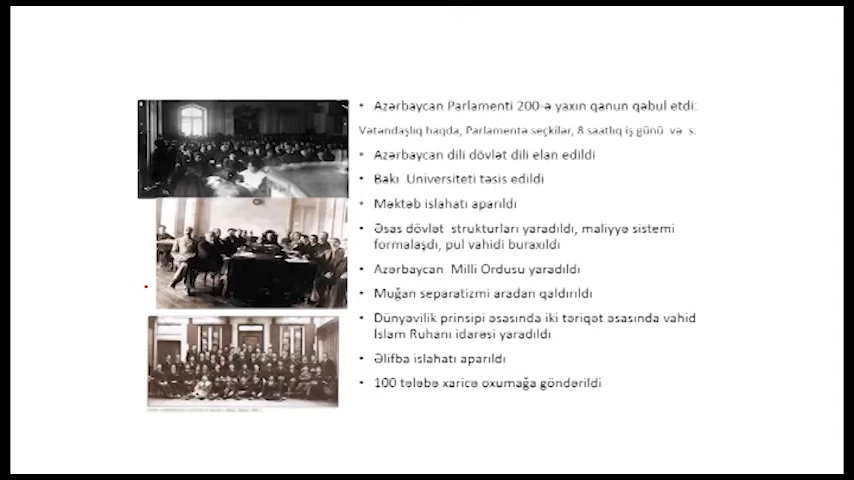 • Azərbaycan Parlamenti 200-ə yaxın qanun qəbul etdi:
Vətəndaşlıq haqda, Parlamentə seçkilər, 8 saatlıq iş günü və s.
• Azərbaycan dili dövlət dili elan edildi
• Bakı Universiteti təsis edildi
• Məktəb islahatı aparıldı
• Əsas dövlət strukturları yaradıldı, maliyyə sistemi
formalaşdı, pul vahidi buraxıldı
• Azərbaycan Milli Ordusu yaradıldı
• Muğan separatizmi aradan qaldırıldı
• Dünyəvilik prinsipi əsasında iki təriqət əsasında vahid
İslam Ruhanı idarəsi yaradıldı
• Əlifba islahatı aparıldı
• 100 tələbə xaricə oxumağa göndərildi